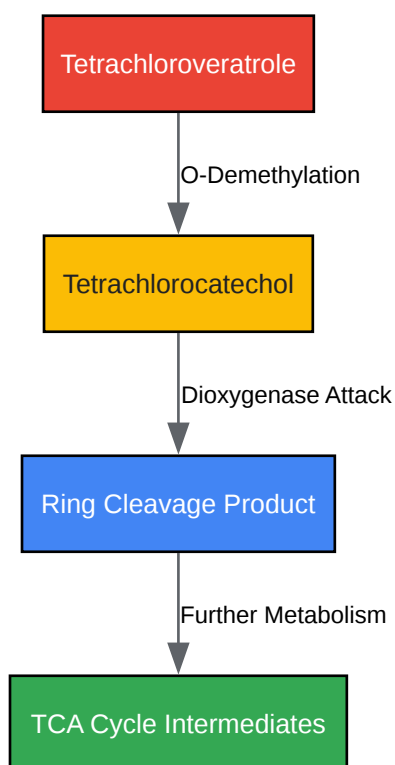 Tetrachloroveratrole
O-Demethylation
Tetrachlorocatechol
Dioxygenase Attack
Ring Cleavage Product
Further Metabolism
TCA Cycle Intermediates